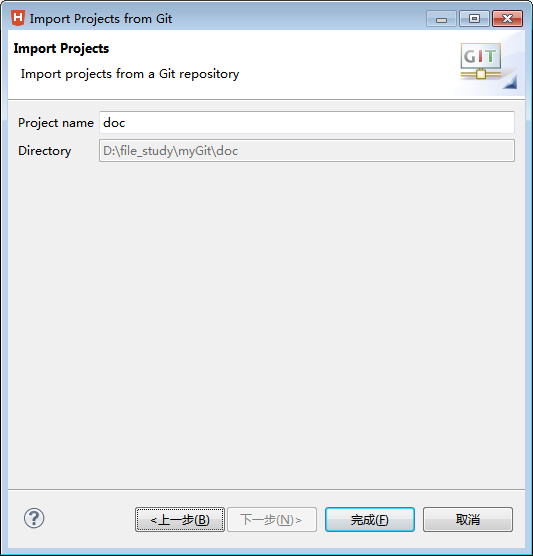 Import Projects from Git
Import Projects
Import projects from a Git repository
GIT
Project name doc
Directory D:\file_study\myGit\doc
? <上一步(B) 下一步(N)> 完成(F) 取消